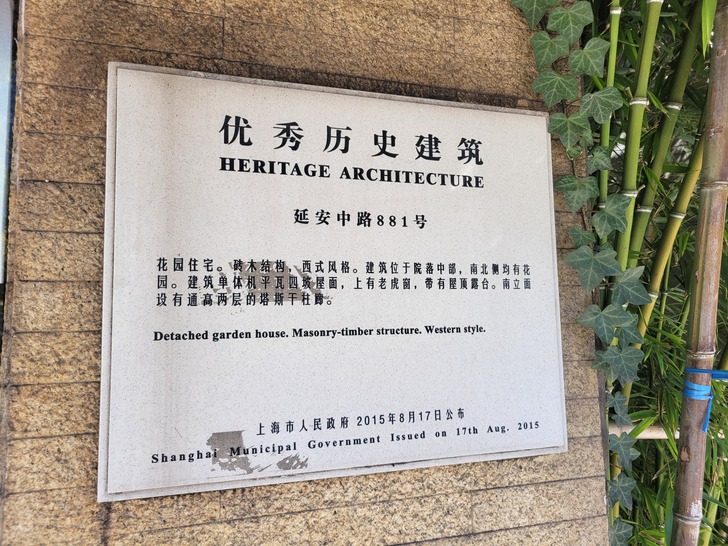 优秀历史建筑
HERITAGE ARCHITECTURE
延安中路881号
花园住宅。砖木结构，西式风格。建筑位于院落中部，南北侧均有花
园。建筑单体机平瓦四坡屋面，上有老虎窗，带有屋顶露台。南立面
设有通高两层的塔斯干柱廊。
Detached garden house. Masonry-timber structure. Western style.
上海市人民政府 2015年8月17日公布
Shanghai Municipal Government Issued on 17th Aug. 2015